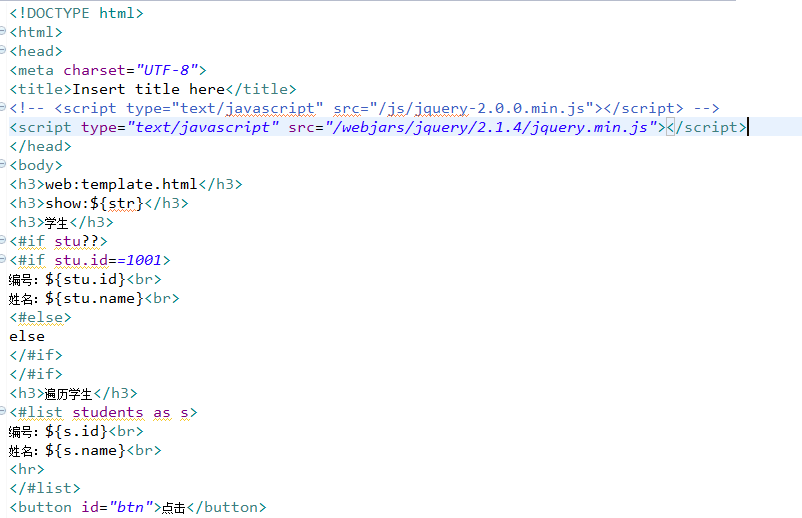 <!DOCTYPE html>
<html>
<head>
<meta charset="UTF-8">
<title>Insert title here</title>
<!-- <script type="text/javascript" src="/js/jquery-2.0.0.min.js"></script> -->
<script type="text/javascript" src="/webjars/jquery/2.1.4/jquery.min.js"></script>
</head>
<body>
<h3>web:template.html</h3>
<h3>show:${str}</h3>
<h3>学生</h3>
<#if stu??>
<#if stu.id==1001>
编号：${stu.id}<br>
姓名：${stu.name}<br>
<#else>
else
</#if>
</#if>
<h3>遍历学生</h3>
<#list students as s>
编号：${s.id}<br>
姓名：${s.name}<br>
<hr>
</#list>
<button id="btn">点击</button>